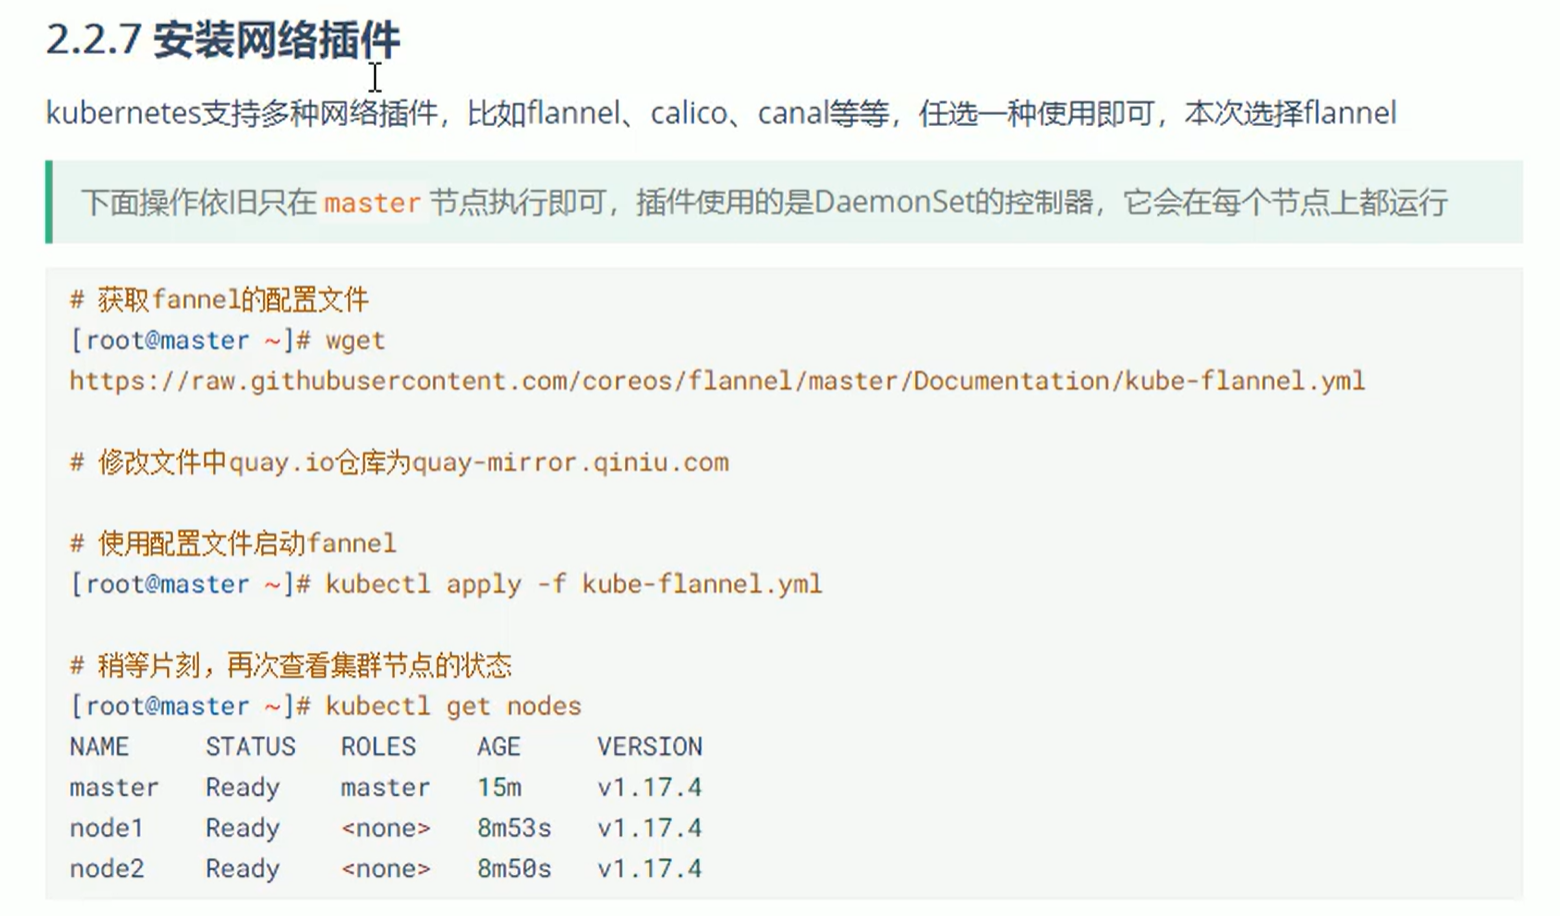 2.2.7 安装网络插件
kubernetes支持多种网络插件，比如flannel、calico、canal等等，任选一种使用即可，本次选择flannel
下面操作依旧只在 master 节点执行即可，插件使用的是DaemonSet的控制器，它会在每个节点上都运行
# 获取fannel的配置文件
[root@master ~]# wget
https://raw.githubusercontent.com/coreos/flannel/master/Documentation/kube-flannel.yml
# 修改文件中quay.io仓库为quay-mirror.qiniu.com
# 使用配置文件启动fannel
[root@master ~]# kubectl apply -f kube-flannel.yml
# 稍等片刻，再次查看集群节点的状态
[root@master ~]# kubectl get nodes
NAME     STATUS   ROLES    AGE     VERSION
master   Ready    master   15m     v1.17.4
node1    Ready    <none>   8m53s   v1.17.4
node2    Ready    <none>   8m50s   v1.17.4